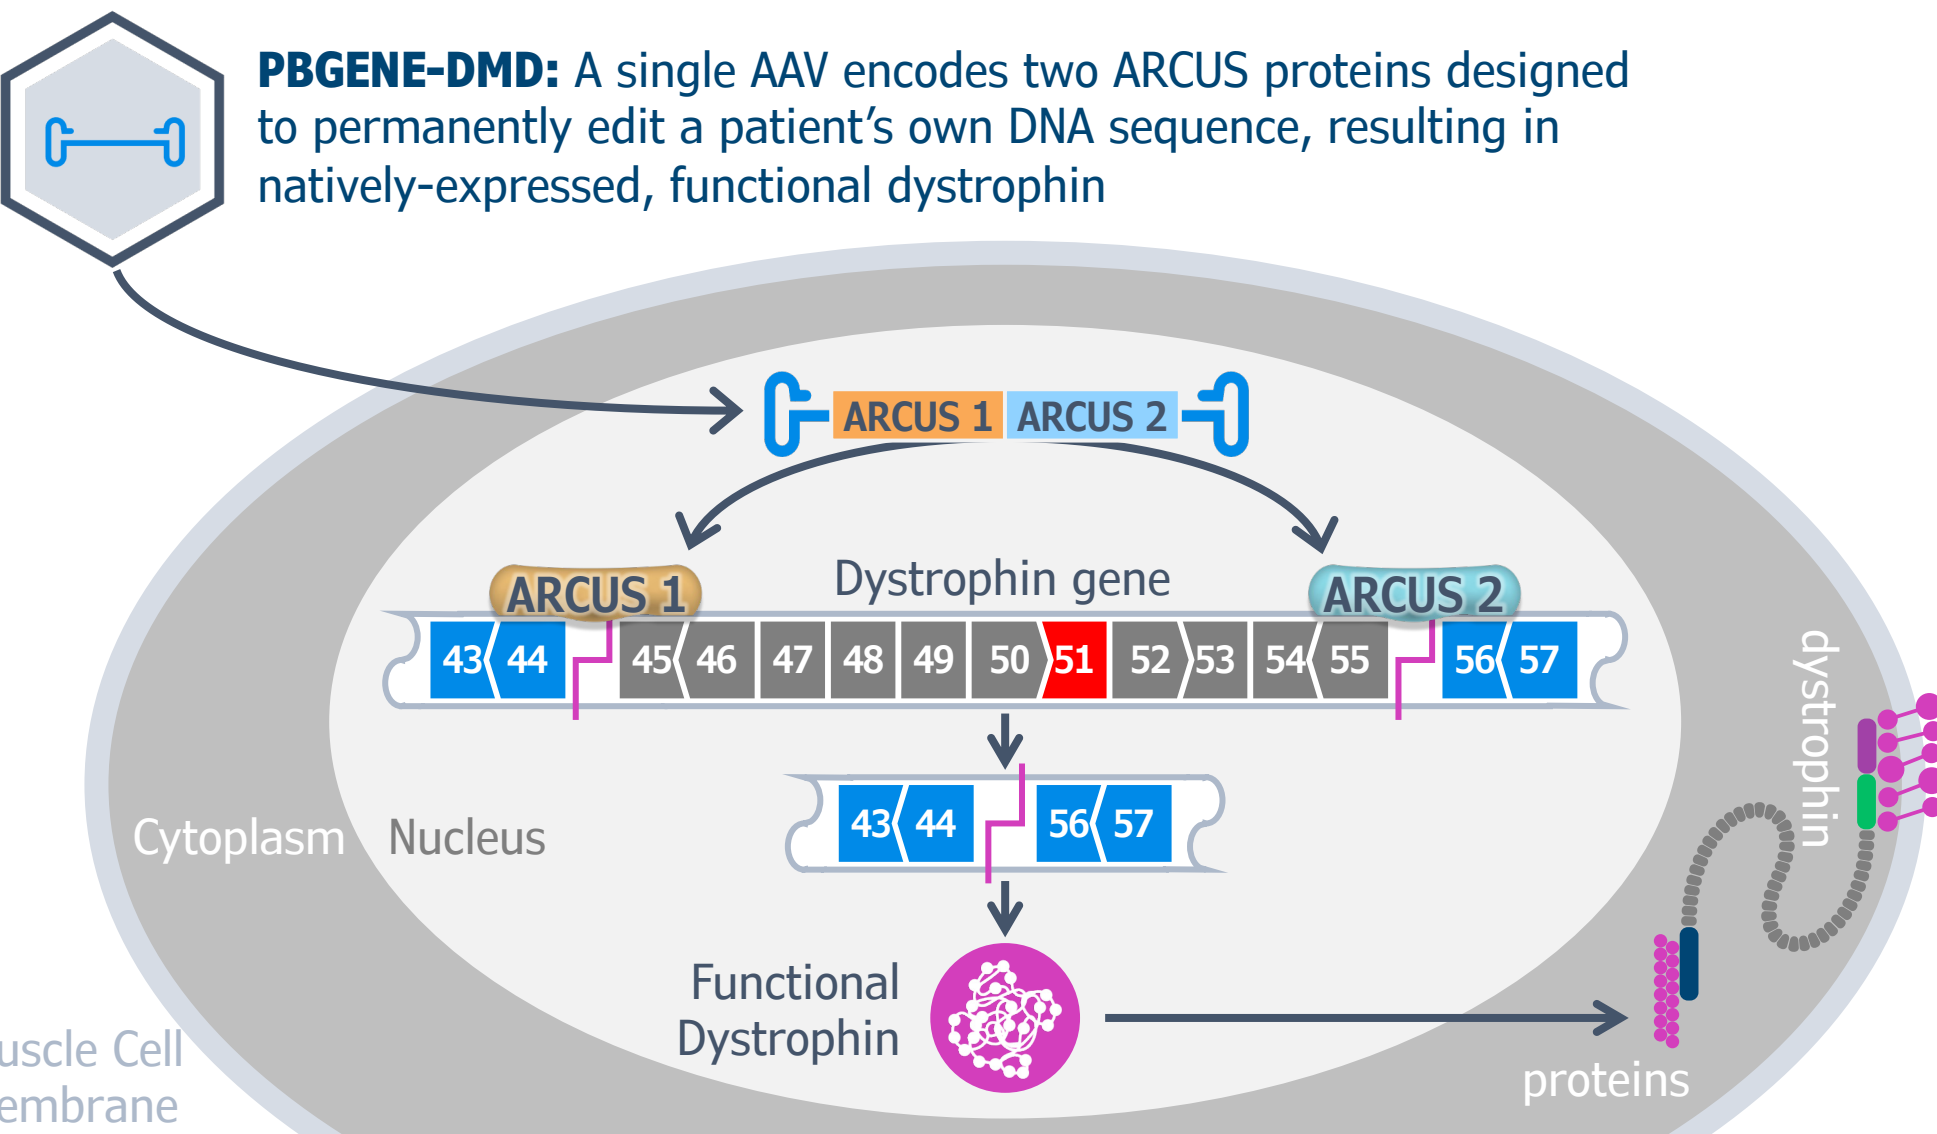 PBGENE-DMD: A single AAV encodes two ARCUS proteins designed
to permanently edit a patient's own DNA sequence, resulting in
natively-expressed, functional dystrophin
ARCUS 1 ARCUS 2
ARCUS 1 Dystrophin gene ARCUS 2
43 44 45 46 47 48 49 50 51 52 53 54 55 56 57
dystrophin
43 44 56 57
Cytoplasm Nucleus
Functional
Dystrophin
uscle Cell
embrane
proteins